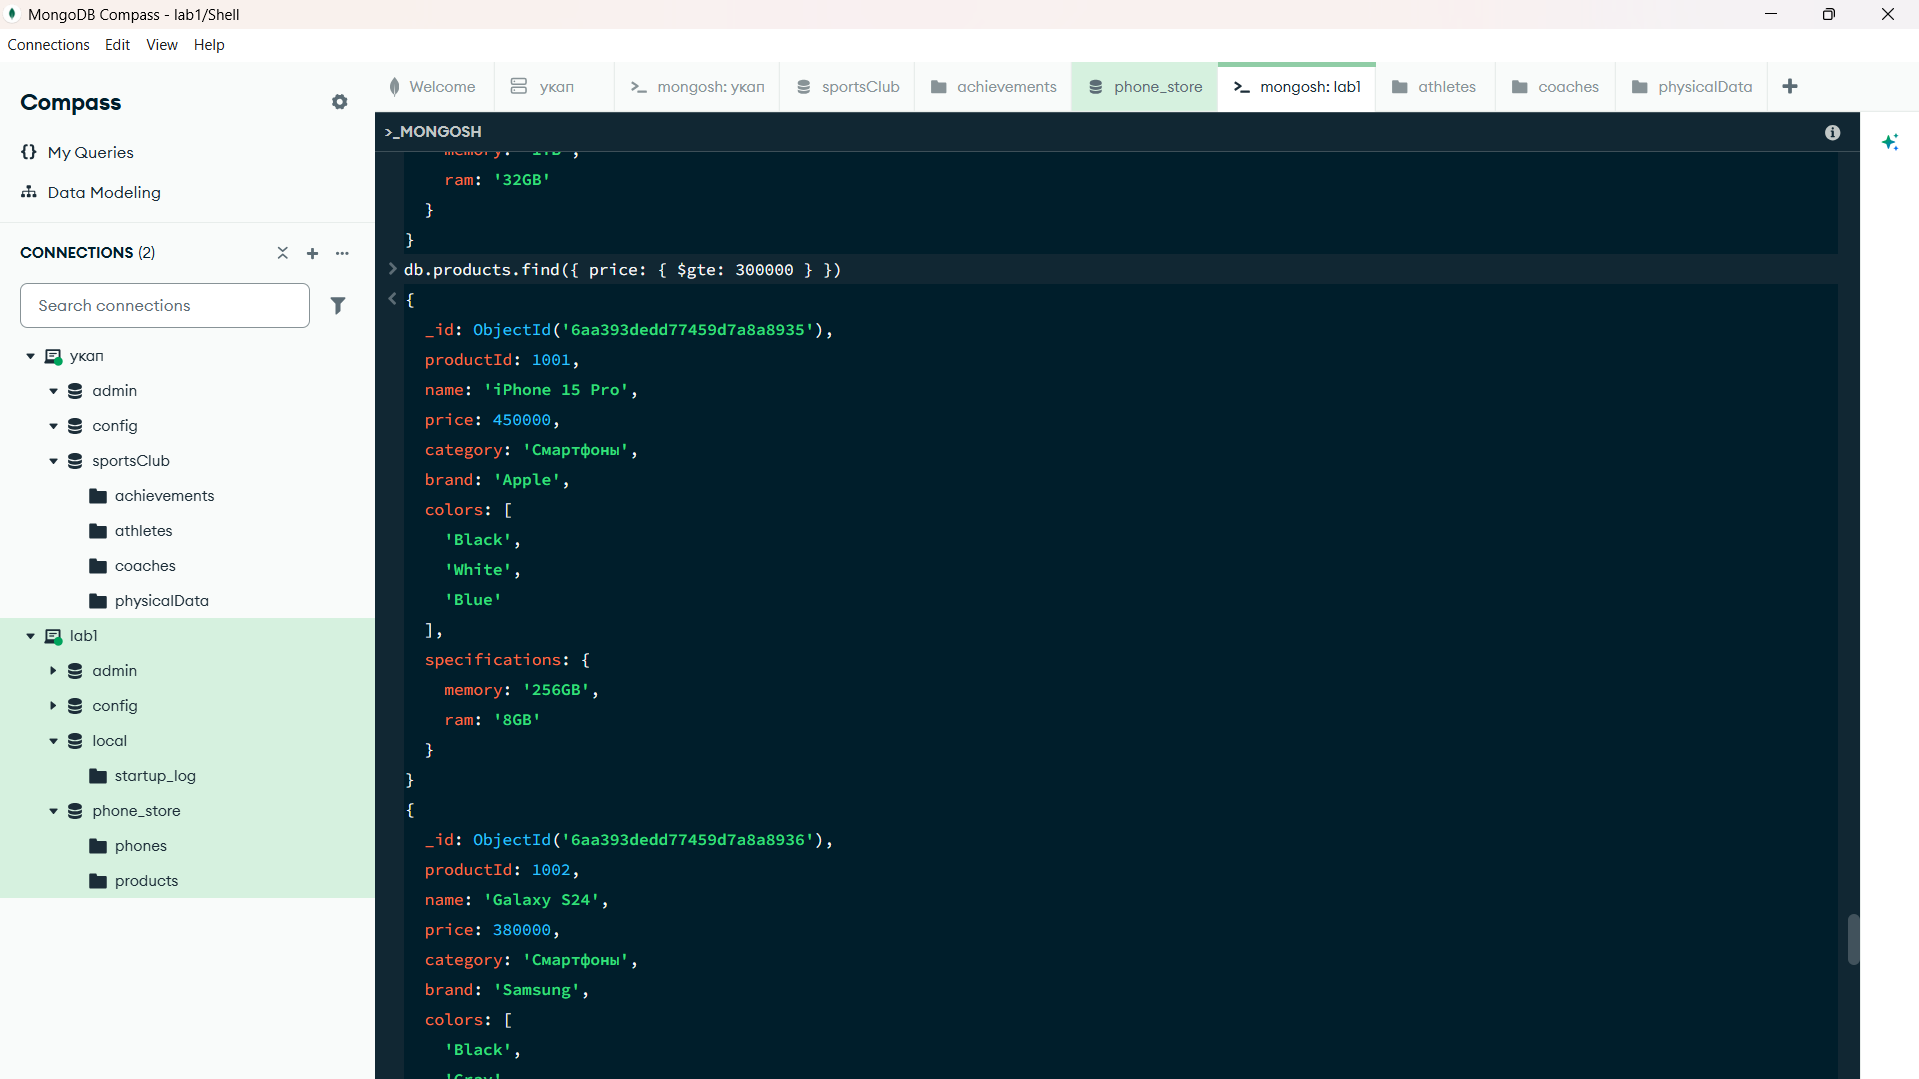 MongoDB Compass - lab1/Shell
Connections Edit View Help
Compass
My Queries
Data Modeling
CONNECTIONS (2)
Search connections
укап
admin
config
sportsClub
achievements
athletes
coaches
physicalData
lab1
admin
config
local
startup_log
phone_store
phones
products
Welcome укап mongosh: укап sportsClub achievements phone_store mongosh: lab1 athletes coaches physicalData
>_MONGOSH
memory: '1TB',
ram: '32GB'
}
}
db.products.find({ price: { $gte: 300000 } })
{
_id: ObjectId('6aa393dedd77459d7a8a8935'),
productId: 1001,
name: 'iPhone 15 Pro',
price: 450000,
category: 'Смартфоны',
brand: 'Apple',
colors: [
'Black',
'White',
'Blue'
],
specifications: {
memory: '256GB',
ram: '8GB'
}
}
{
_id: ObjectId('6aa393dedd77459d7a8a8936'),
productId: 1002,
name: 'Galaxy S24',
price: 380000,
category: 'Смартфоны',
brand: 'Samsung',
colors: [
'Black',
'Gray'